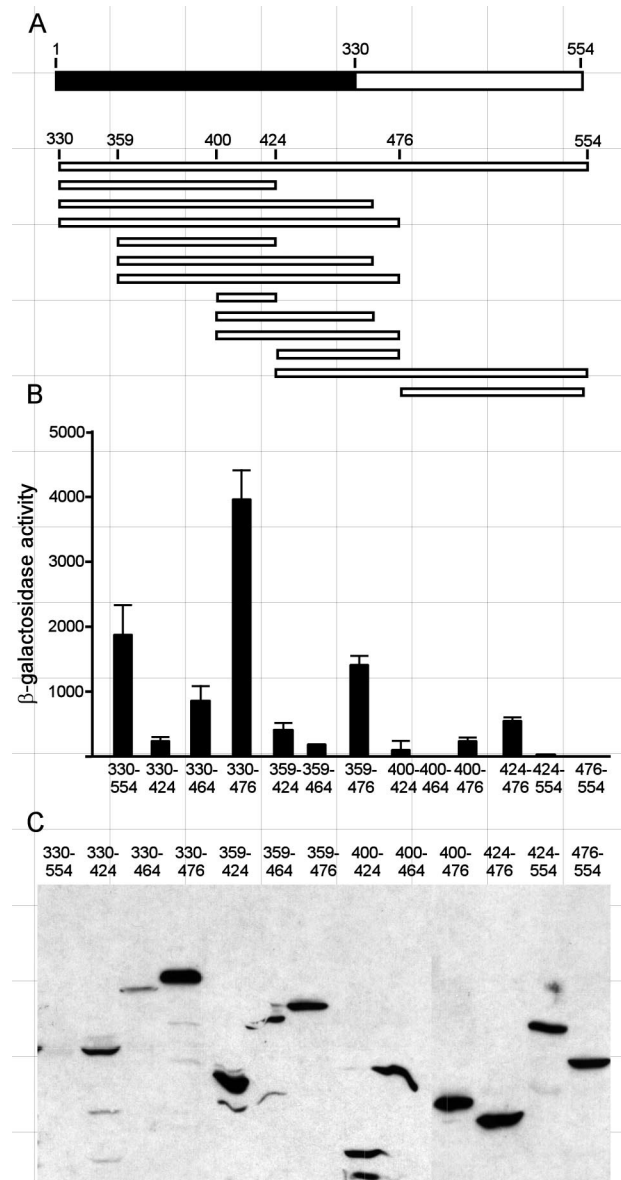 A
1 330 554
330 359 400 424 476 554
B
β-galactosidase activity
5000
4000
3000
2000
1000
330- 330- 330- 330- 359- 359- 359- 400- 400- 400- 424- 424- 476-
554 424 464 476 424 464 476 424 464 476 476 554 554
C
330- 330- 330- 330- 359- 359- 359- 400- 400- 400- 424- 424- 476-
554 424 464 476 424 464 476 424 464 476 476 554 554